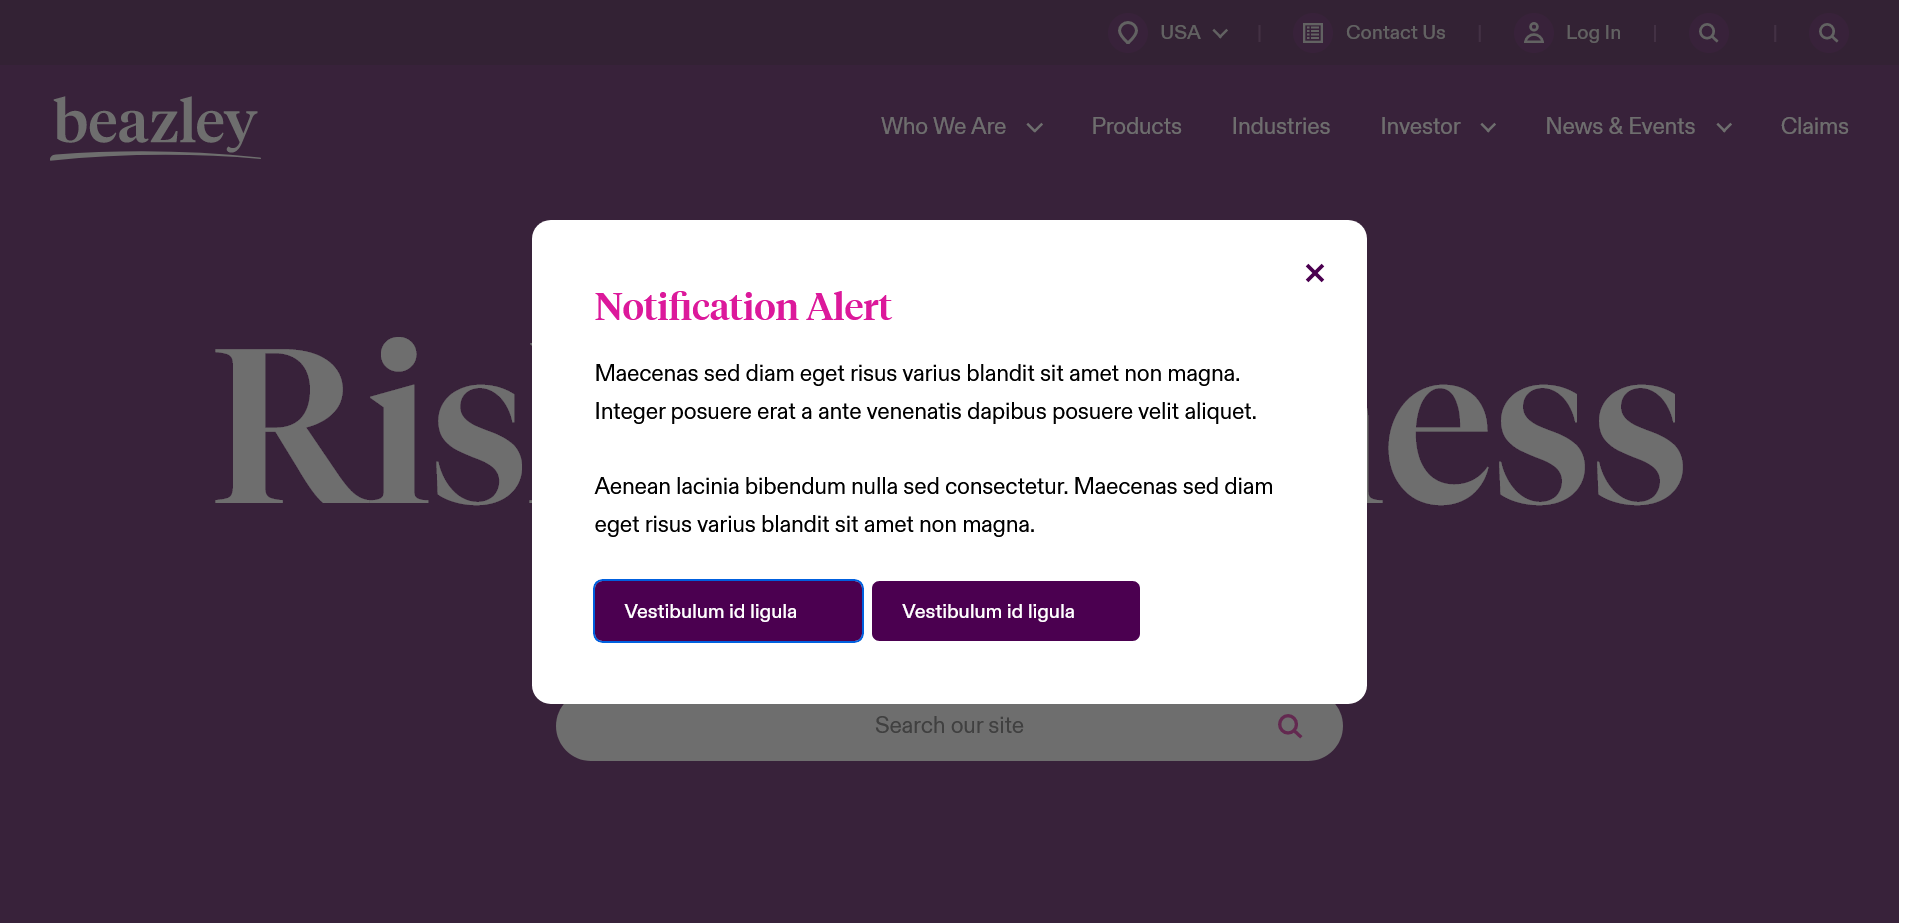 USA
Contact Us
Log In
beazley
Who We Are
Products
Industries
Investor
News & Events
Claims
Notification Alert
Maecenas sed diam eget risus varius blandit sit amet non magna.
Integer posuere erat a ante venenatis dapibus posuere velit aliquet.
Aenean lacinia bibendum nulla sed consectetur. Maecenas sed diam
eget risus varius blandit sit amet non magna.
Vestibulum id ligula
Vestibulum id ligula
Search our site